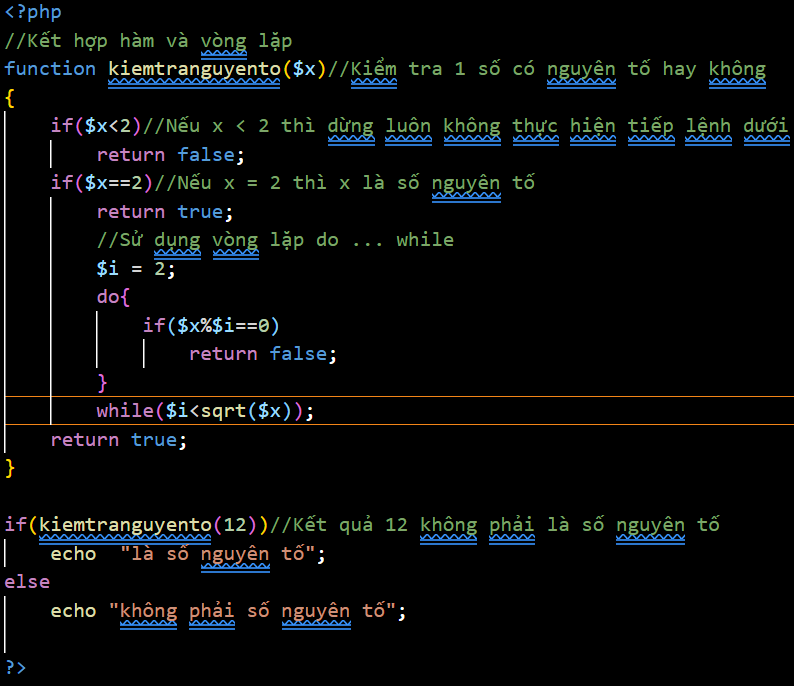 <?php
//Kết hợp hàm và vòng lặp
function kiemtranguyento($x)//Kiểm tra 1 số có nguyên tố hay không
{
    if($x<2)//Nếu x < 2 thì dừng luôn không thực hiện tiếp lệnh dưới
        return false;
    if($x==2)//Nếu x = 2 thì x là số nguyên tố
        return true;
        //Sử dụng vòng lặp do ... while
        $i = 2;
        do{
            if($x%$i==0)
                return false;
        }
        while($i<sqrt($x));
    return true;
}
if(kiemtranguyento(12))//Kết quả 12 không phải là số nguyên tố
    echo  "là số nguyên tố";
else
    echo "không phải số nguyên tố";
?>